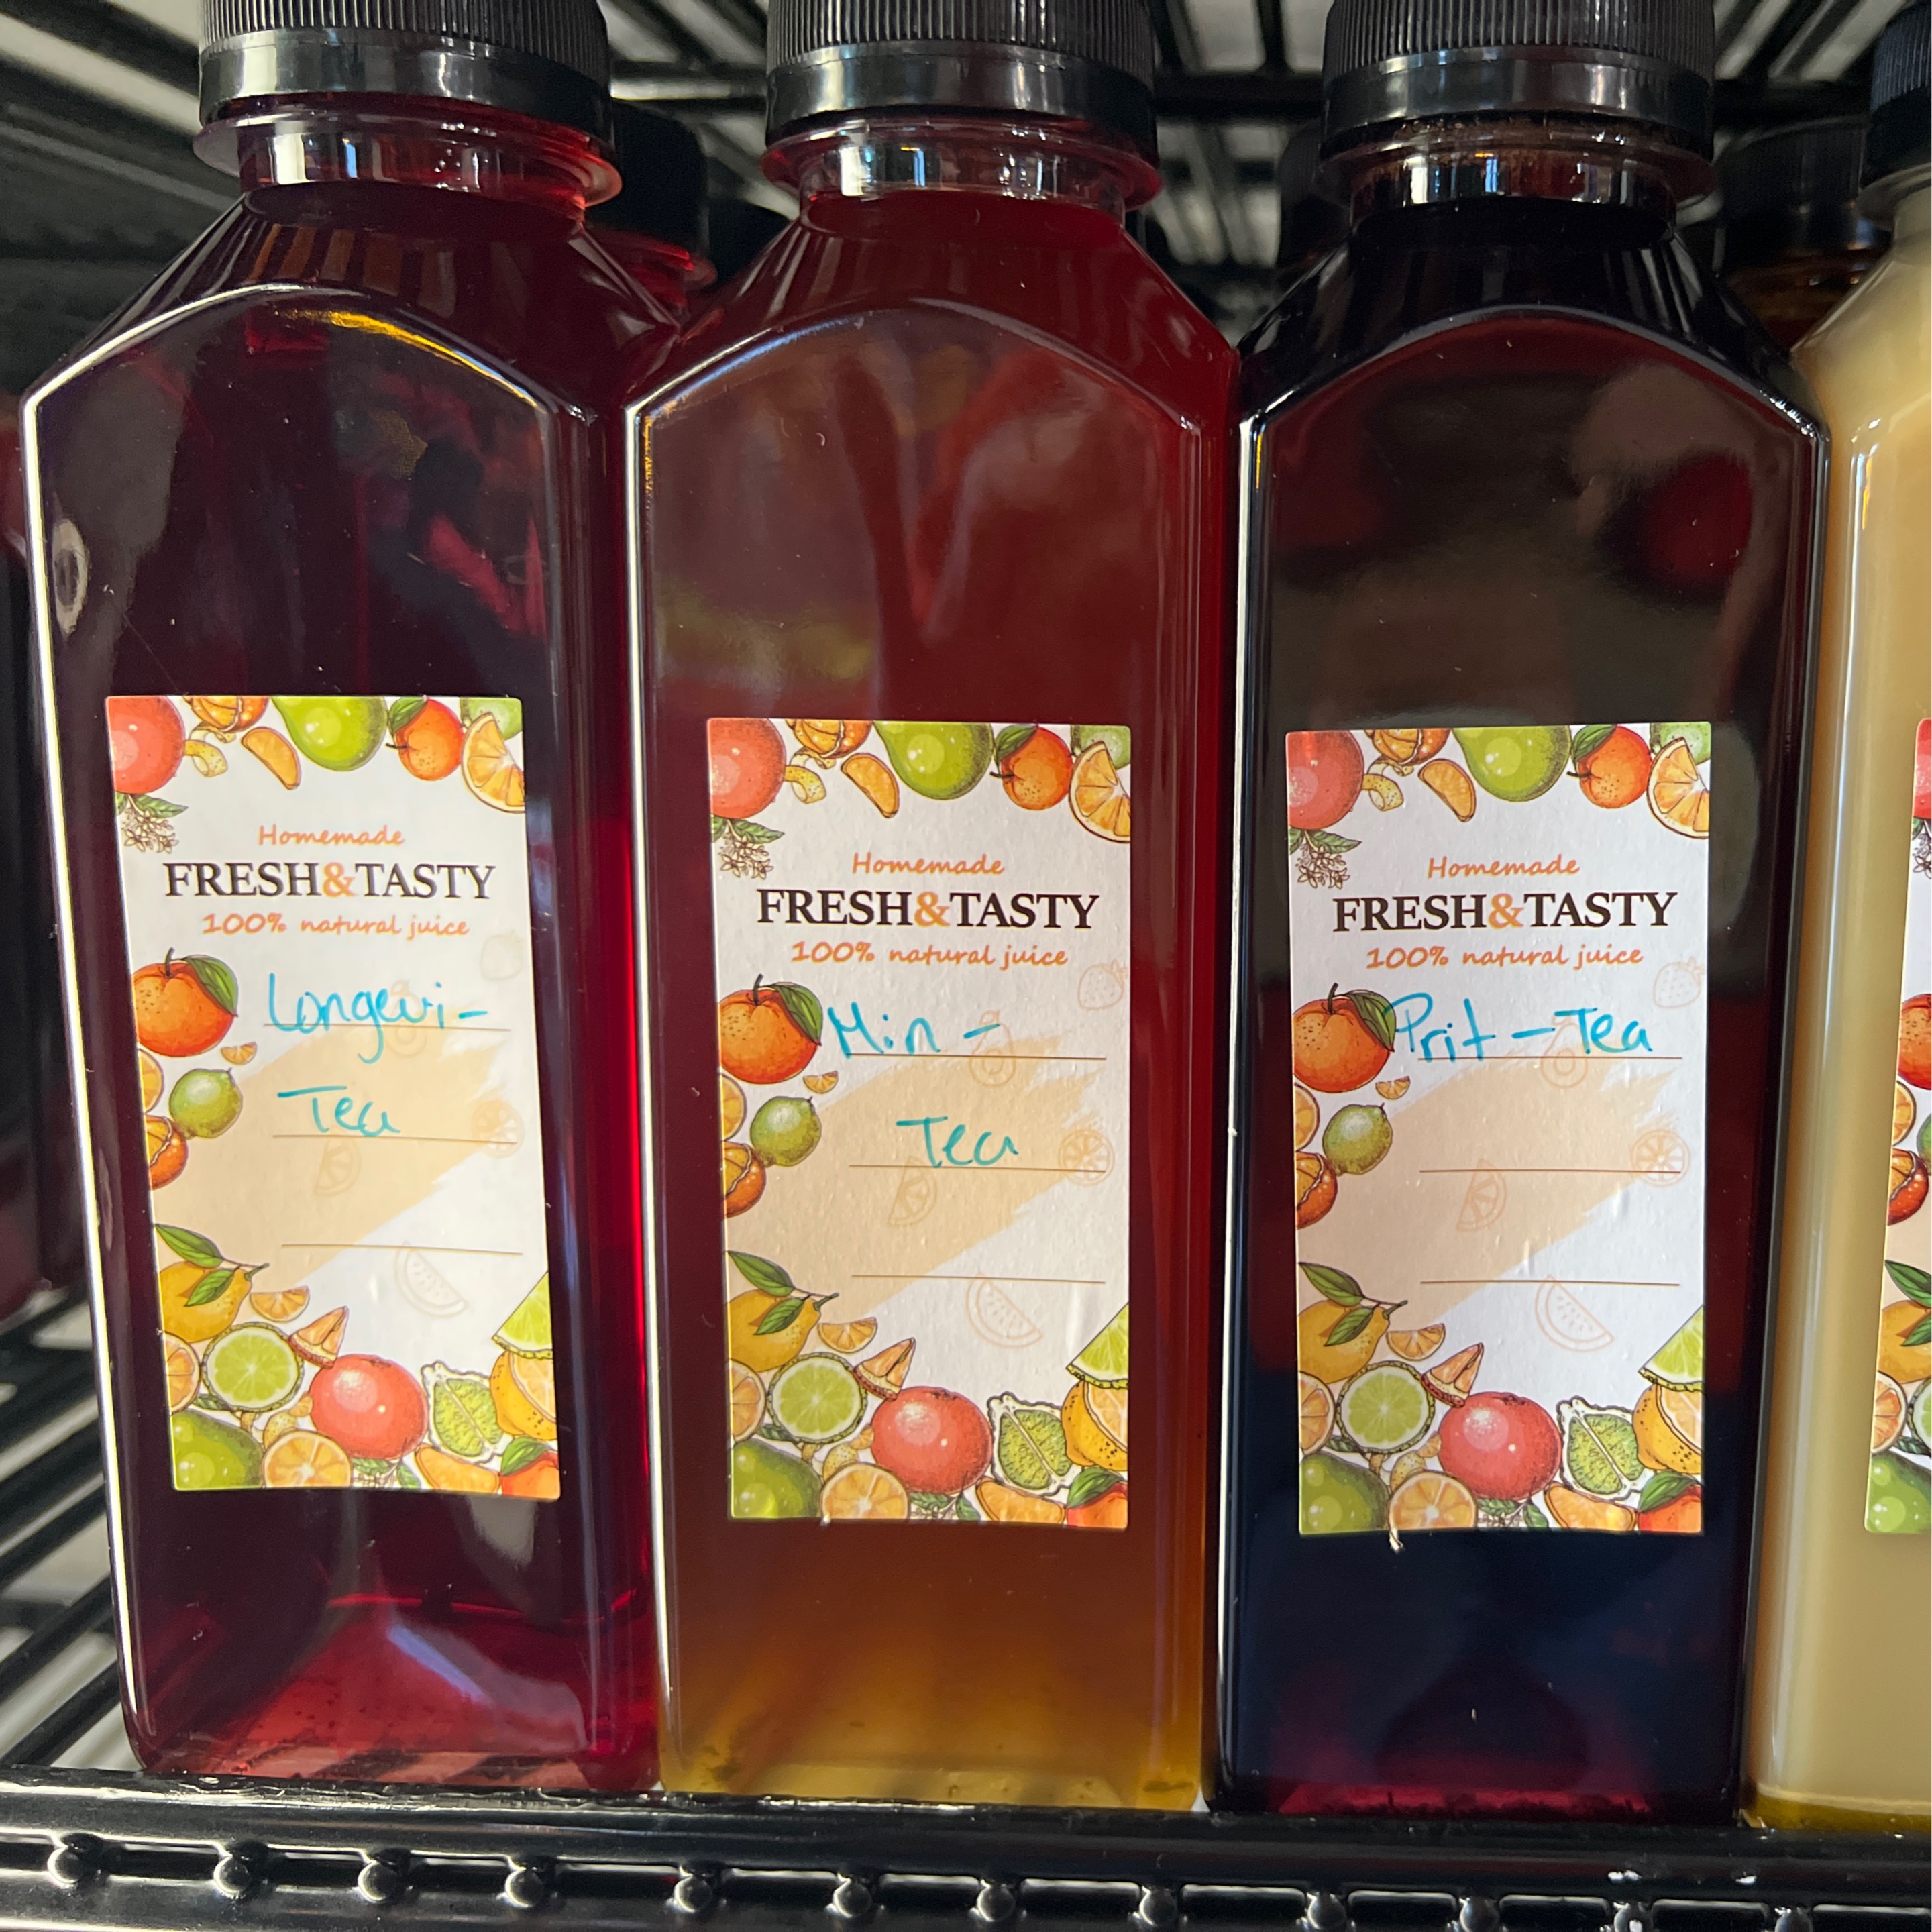 Homemade
FRESH&TASTY
100% natural juice
Longevi-
Tea
Homemade
FRESH&TASTY
100% natural juice
Min-
Tea
Homemade
FRESH&TASTY
100% natural juice
Prit-Tea